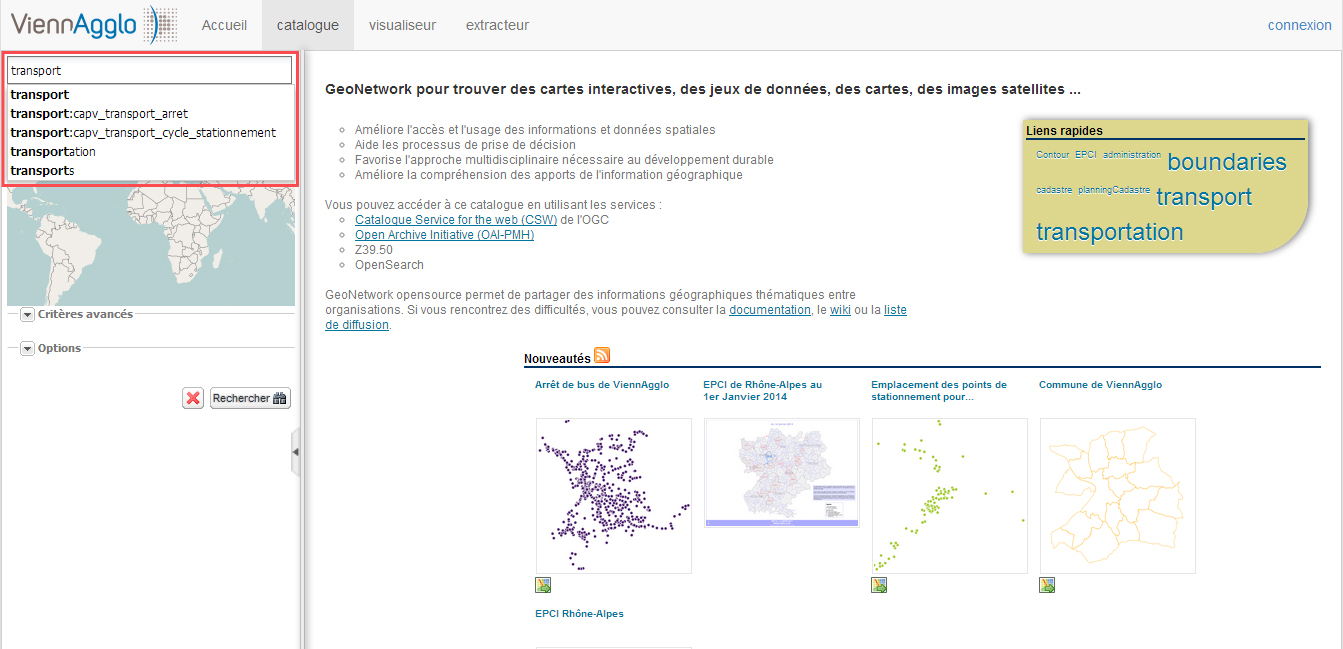 ViennAgglo
Accueil
catalogue
visualiseur
extracteur
connexion
transport
transport
transport:capv_transport_arret
transport:capv_transport_cycle_stationnement
transportation
transports
Critères avancés
Options
Rechercher
GeoNetwork pour trouver des cartes interactives, des jeux de données, des cartes, des images satellites ...
Améliore l'accès et l'usage des informations et données spatiales
Aide les processus de prise de décision
Favorise l'approche multidisciplinaire nécessaire au développement durable
Améliore la compréhension des apports de l'information géographique
Vous pouvez accéder à ce catalogue en utilisant les services :
Catalogue Service for the web (CSW) de l'OGC
Open Archive Initiative (OAI-PMH)
Z39.50
OpenSearch
GeoNetwork opensource permet de partager des informations géographiques thématiques entre
organisations. Si vous rencontrez des difficultés, vous pouvez consulter la documentation, le wiki ou la liste
de diffusion.
Liens rapides
Contour EPCI administration boundaries
cadastre planningCadastre transport
transportation
Nouveautés
Arrêt de bus de ViennAgglo
EPCI de Rhône-Alpes au
1er Janvier 2014
Emplacement des points de
stationnement pour...
Commune de ViennAgglo
EPCI Rhône-Alpes